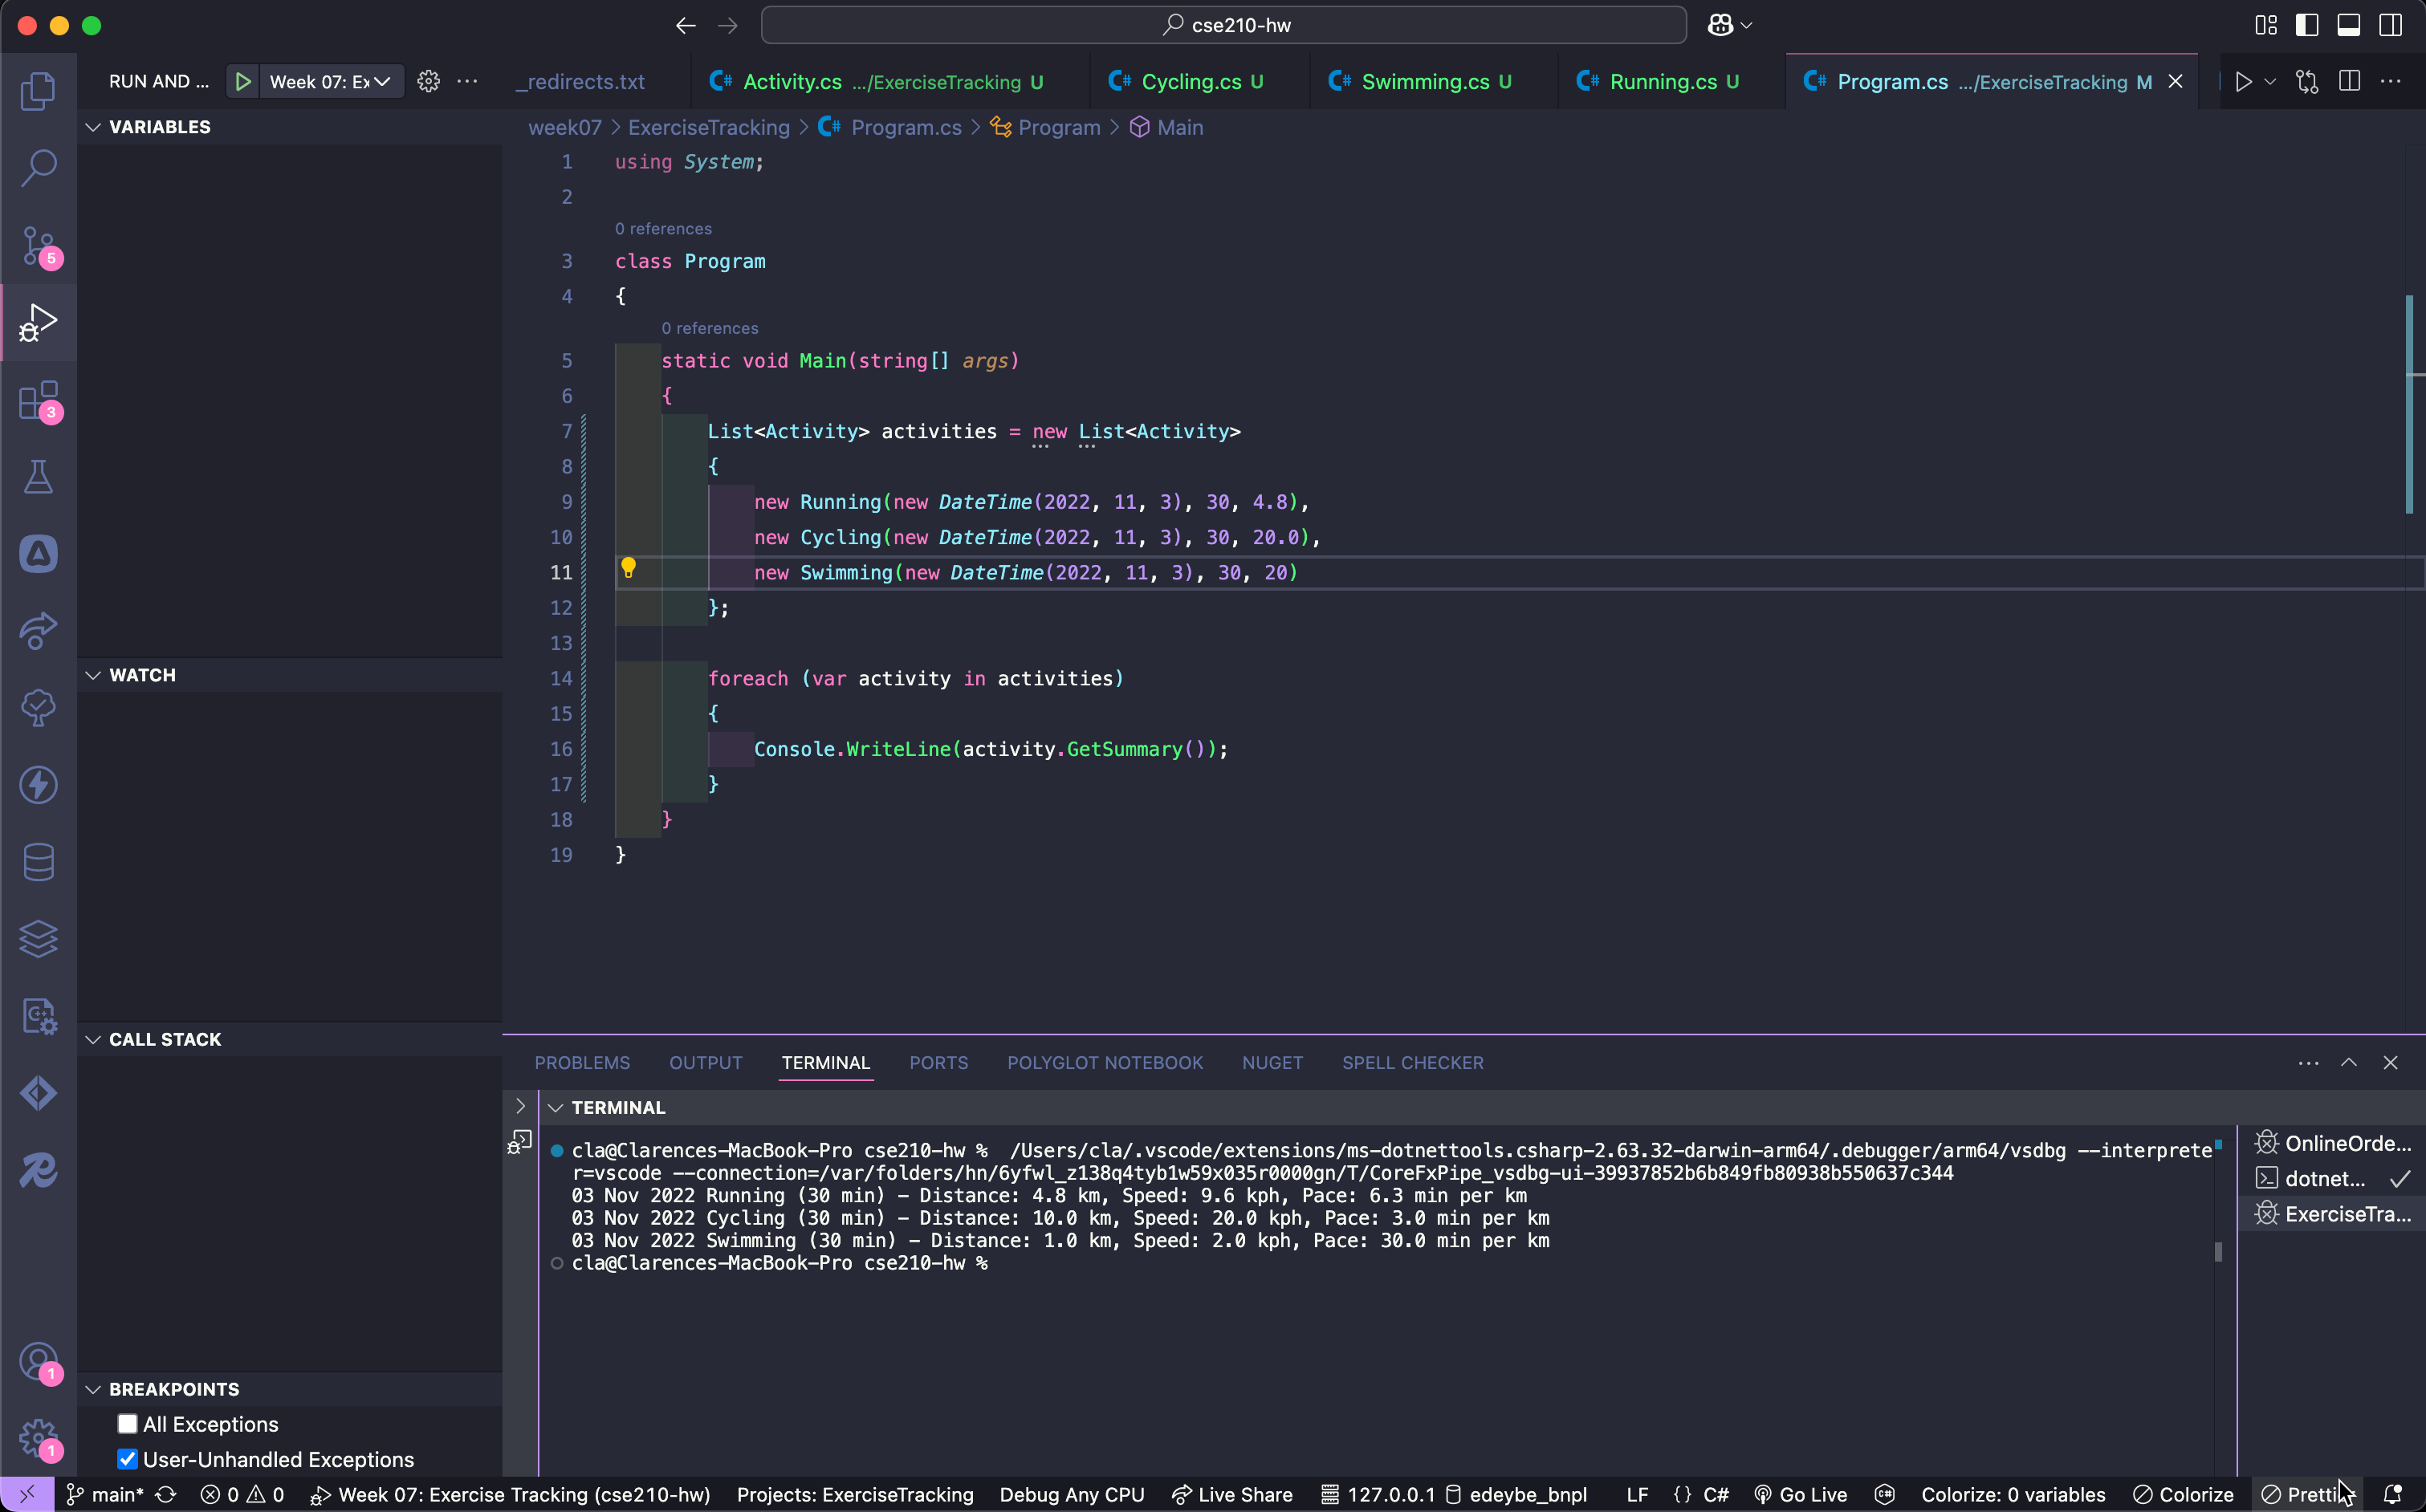 cse210-hw
RUN AND ... Week 07: Ex
_redirects.txt
Activity.cs .../ExerciseTracking U
Cycling.cs U
Swimming.cs U
Running.cs U
Program.cs .../ExerciseTracking M
week07 > ExerciseTracking > Program.cs > Program > Main
VARIABLES
WATCH
CALL STACK
BREAKPOINTS
All Exceptions
User-Unhandled Exceptions
5
3
1
1
1 using System;
2
0 references
3 class Program
4 {
0 references
5 static void Main(string[] args)
6 {
7 List<Activity> activities = new List<Activity>
8 {
9 new Running(new DateTime(2022, 11, 3), 30, 4.8),
10 new Cycling(new DateTime(2022, 11, 3), 30, 20.0),
11 new Swimming(new DateTime(2022, 11, 3), 30, 20)
12 };
13
14 foreach (var activity in activities)
15 {
16 Console.WriteLine(activity.GetSummary());
17 }
18 }
19 }
PROBLEMS OUTPUT TERMINAL PORTS POLYGLOT NOTEBOOK NUGET SPELL CHECKER
TERMINAL
cla@Clarences-MacBook-Pro cse210-hw % /Users/cla/.vscode/extensions/ms-dotnettools.csharp-2.63.32-darwin-arm64/.debugger/arm64/vsdbg --interprete
r=vscode --connection=/var/folders/hn/6yfwl_z138q4tyb1w59x035r0000gn/T/CoreFxPipe_vsdbg-ui-39937852b6b849fb80938b550637c344
03 Nov 2022 Running (30 min) - Distance: 4.8 km, Speed: 9.6 kph, Pace: 6.3 min per km
03 Nov 2022 Cycling (30 min) - Distance: 10.0 km, Speed: 20.0 kph, Pace: 3.0 min per km
03 Nov 2022 Swimming (30 min) - Distance: 1.0 km, Speed: 2.0 kph, Pace: 30.0 min per km
cla@Clarences-MacBook-Pro cse210-hw %
OnlineOrde...
dotnet...
ExerciseTra...
main* 0 0 Week 07: Exercise Tracking (cse210-hw) Projects: ExerciseTracking Debug Any CPU Live Share 127.0.0.1 edeybe_bnpl LF {} C# Go Live Colorize: 0 variables Colorize